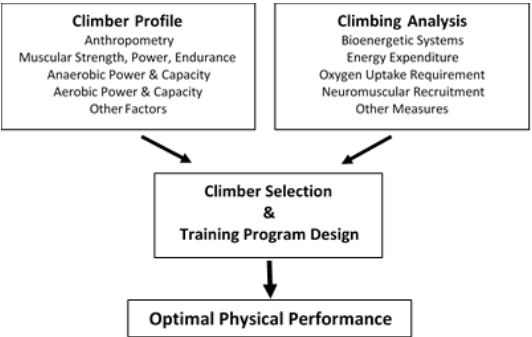 Climber Profile
Anthropometry
Muscular Strength, Power, Endurance
Anaerobic Power & Capacity
Aerobic Power & Capacity
Other Factors
Climbing Analysis
Bioenergetic Systems
Energy Expenditure
Oxygen Uptake Requirement
Neuromuscular Recruitment
Other Measures
Climber Selection
&
Training Program Design
Optimal Physical Performance